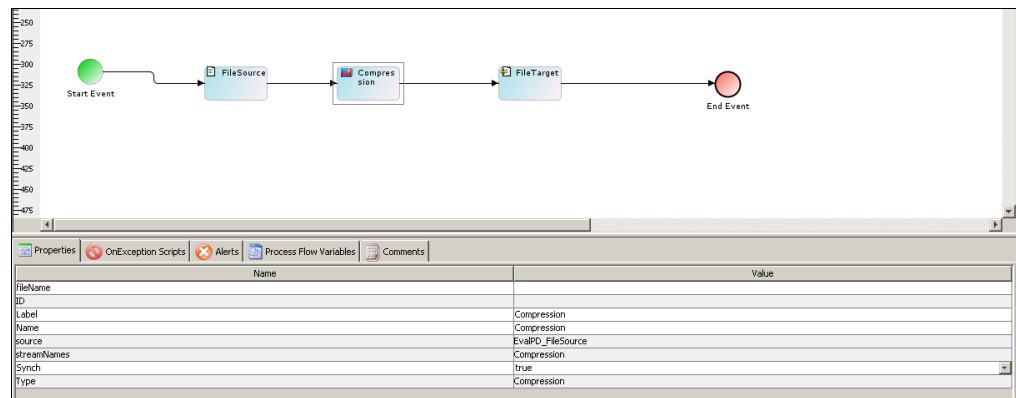 250
275
300
325
350
375
400
425
450
475
Start Event
FileSource
Compres
sion
FileTarget
End Event
Properties OnException Scripts Alerts Process Flow Variables Comments
Name Value
fileName
ID
Label Compression
Name Compression
source EvalPD_FileSource
streamNames Compression
Synch true
Type Compression